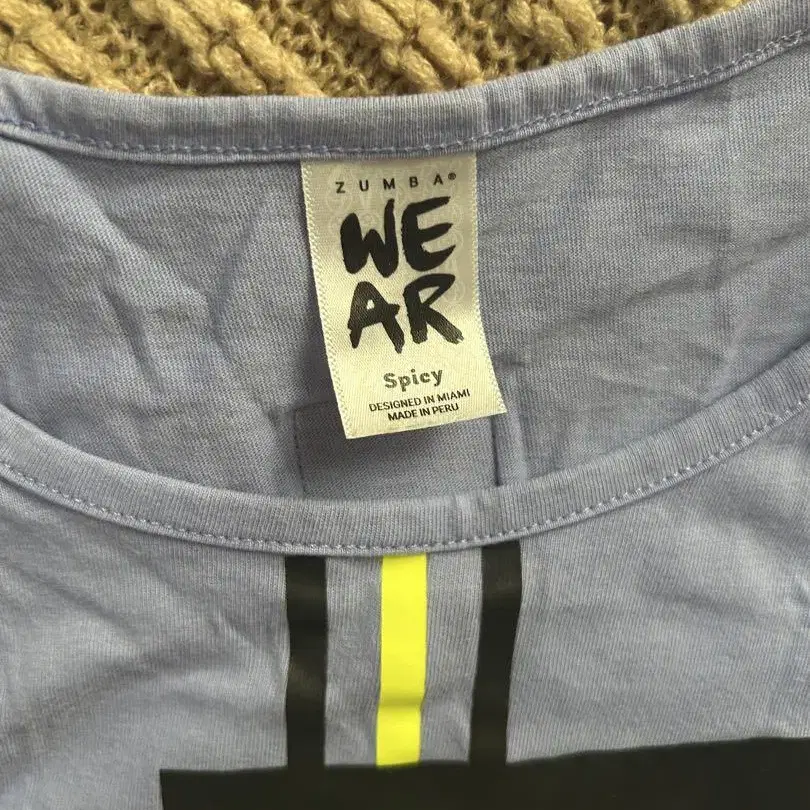 ZUMBA®
WE
AR
Spicy
DESIGNED IN MIAMI
MADE IN PERU